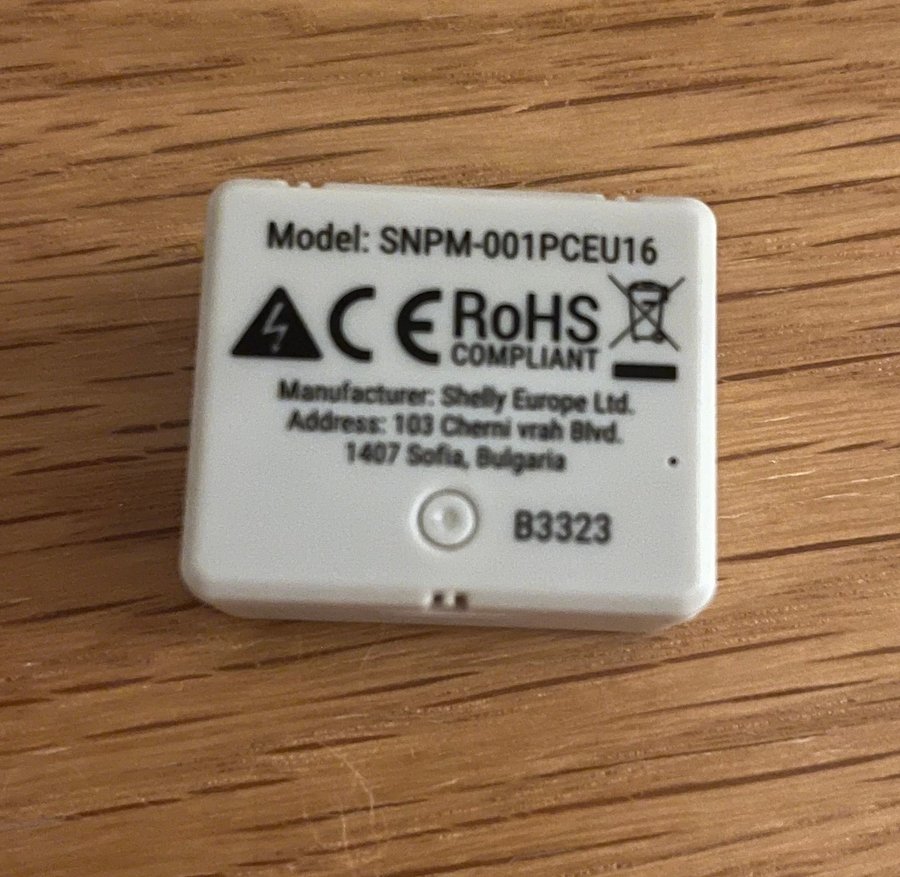 Model: SNPM-001PCEU16
CE RoHS
COMPLIANT
Manufacturer: Shelly Europe Ltd.
Address: 103 Cherni vrah Blvd.
1407 Sofia, Bulgaria
B3323